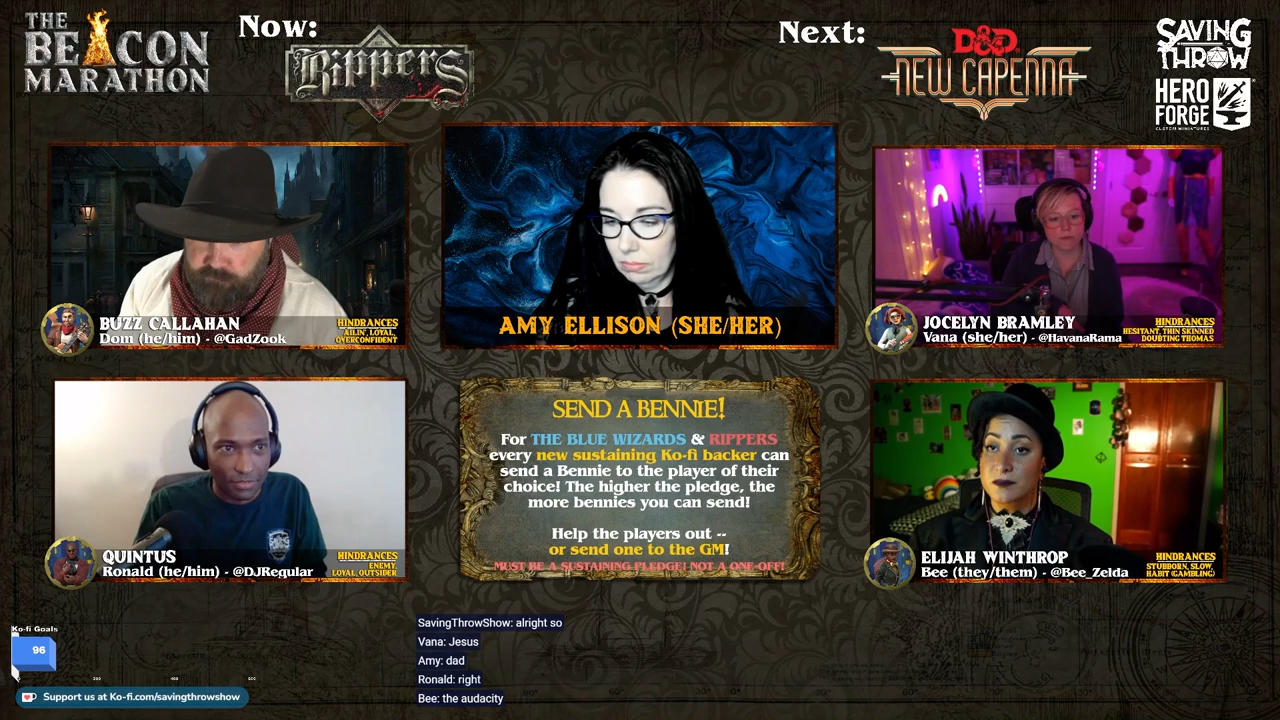 THE
BEACON
MARATHON
Now:
Rippers
Next:
D&D
NEW CAPENNA
SAVING
THROW
HERO
FORGE
CUSTOM MINIATURES
BUZZ CALLAHAN
Dom (he/him) - @GadZook
HINDRANCES
AILIN', LOYAL,
OVERCONFIDENT
AMY ELLISON (SHE/HER)
JOCELYN BRAMLEY
Vana (she/her) - @HavanaRama
HINDRANCES
HESITANT, THIN SKINNED
DOUBTING THOMAS
QUINTUS
Ronald (he/him) - @DJRegular
HINDRANCES
ENEMY,
LOYAL, OUTSIDER
SEND A BENNIE!
For THE BLUE WIZARDS & RIPPERS
every new sustaining Ko-fi backer can
send a Bennie to the player of their
choice! The higher the pledge, the
more bennies you can send!
Help the players out --
or send one to the GM!
MUST BE A SUSTAINING PLEDGE! NOT A ONE-OFF!
ELIJAH WINTHROP
Bee (they/them) - @Bee_Zelda
HINDRANCES
STUBBORN, SLOW,
HABIT (GAMBLING)
Ko-fi Goals
96
Support us at Ko-fi.com/savingthrowshow
SavingThrowShow: alright so
Vana: Jesus
Amy: dad
Ronald: right
Bee: the audacity